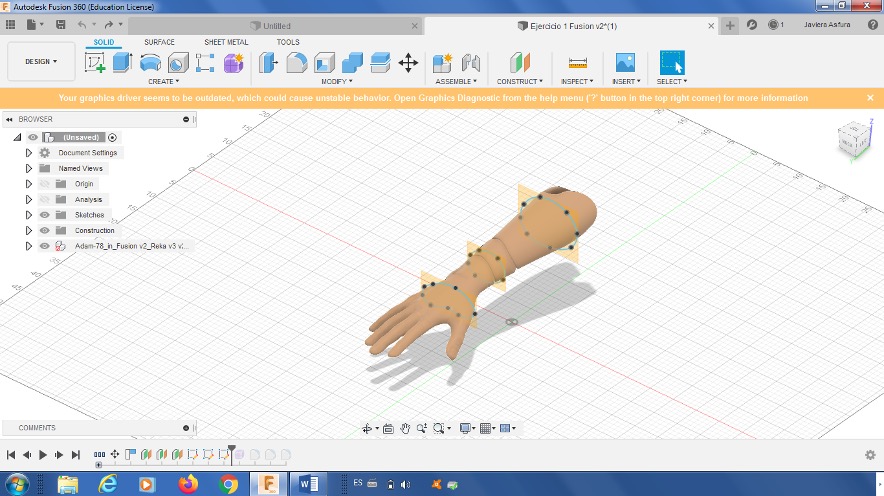 Autodesk Fusion 360 (Education License)
Untitled
Ejercicio 1 Fusion v2*(1)
1
Javiera Asfura
SOLID
SURFACE
SHEET METAL
TOOLS
DESIGN
CREATE
MODIFY
ASSEMBLE
CONSTRUCT
INSPECT
INSERT
SELECT
Your graphics driver seems to be outdated, which could cause unstable behavior. Open Graphics Diagnostic from the help menu ('?' button in the top right corner) for more information
BROWSER
(Unsaved)
Document Settings
Named Views
Origin
Analysis
Sketches
Construction
Adam-78_in_Fusion v2_Reka v3 v...
COMMENTS
ES